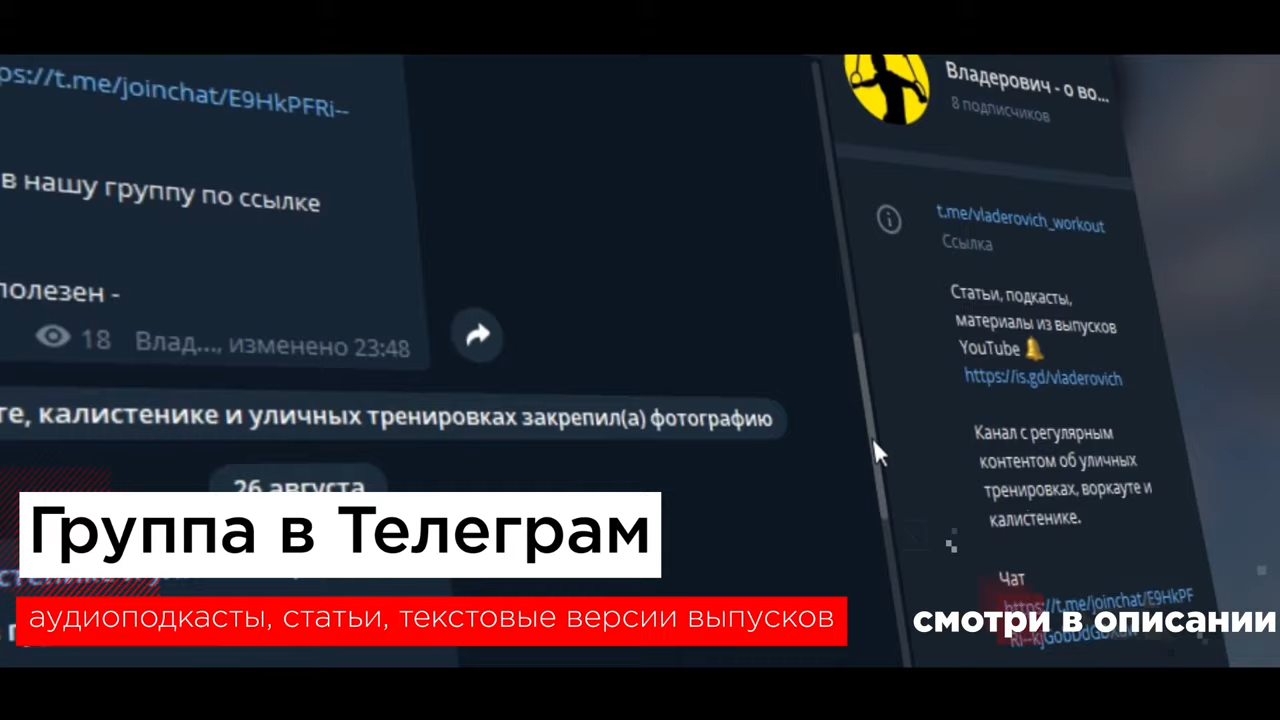 ps://t.me/joinchat/E9HkPFRi--
в нашу группу по ссылке
полезен -
18 Влад..., изменено 23:48
те, калистенике и уличных тренировках закрепил(а) фотографию
26 августа
Группа в Телеграм
аудиоподкасты, статьи, текстовые версии выпусков
Владерович - о во...
8 подписчиков
t.me/vladerovich_workout
Ссылка
Статьи, подкасты,
материалы из выпусков
YouTube 🔔
https://is.gd/vladerovich
Канал с регулярным
контентом об уличных
тренировках, воркауте и
калистенике.
Чат
https://t.me/joinchat/E9HkPF
смотри в описании